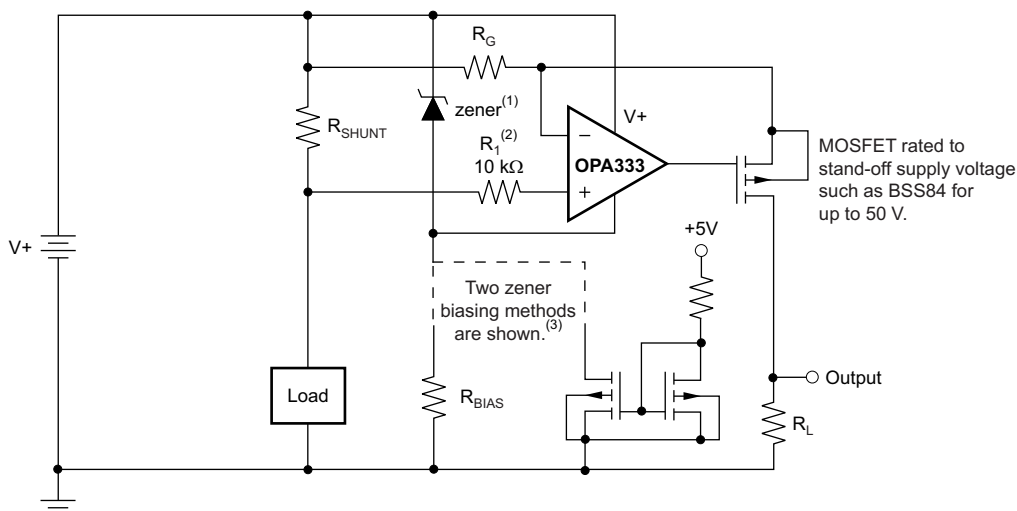 R_G
zener(1)
V+
R_SHUNT
R_1(2)
10 kΩ
OPA333
−
+
MOSFET rated to
stand-off supply voltage
such as BSS84 for
up to 50 V.
V+
+5V
Two zener
biasing methods
are shown.(3)
Load
R_BIAS
Output
R_L